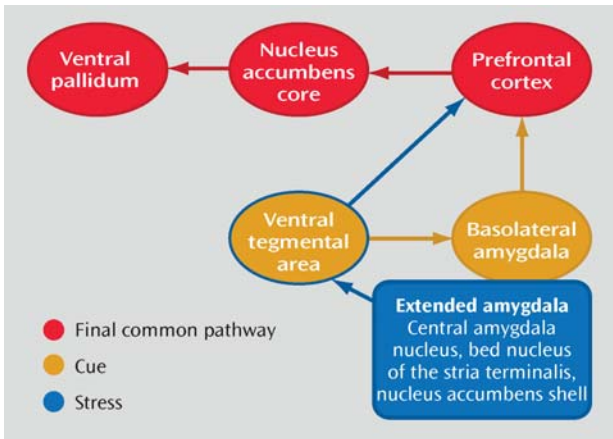 Ventral
pallidum
Nucleus
accumbens
core
Prefrontal
cortex
Ventral
tegmental
area
Basolateral
amygdala
Extended amygdala
Central amygdala
nucleus, bed nucleus
of the stria terminalis,
nucleus accumbens shell
Final common pathway
Cue
Stress